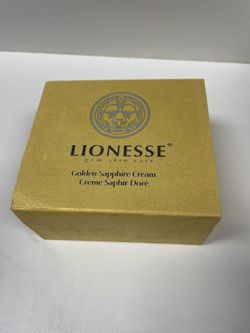 LIONESSE®
gem skin care
Golden Sapphire Cream
Crème Saphir Doré